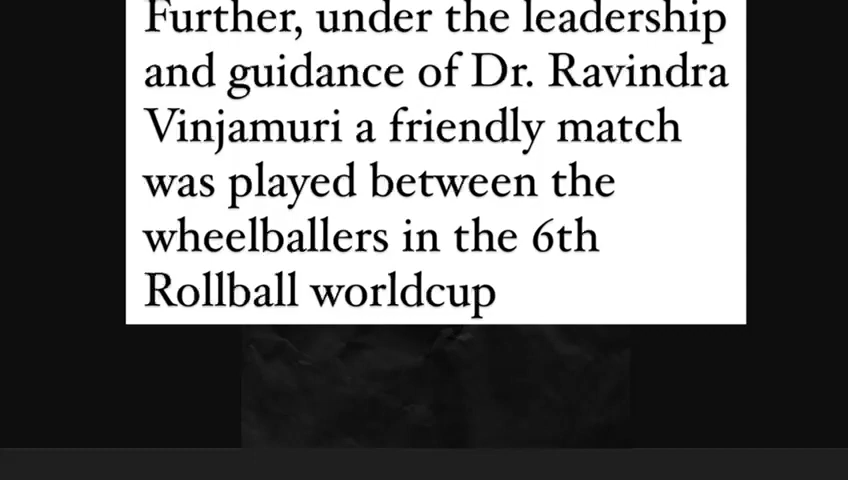 Further, under the leadership
and guidance of Dr. Ravindra
Vinjamuri a friendly match
was played between the
wheelballers in the 6th
Rollball worldcup